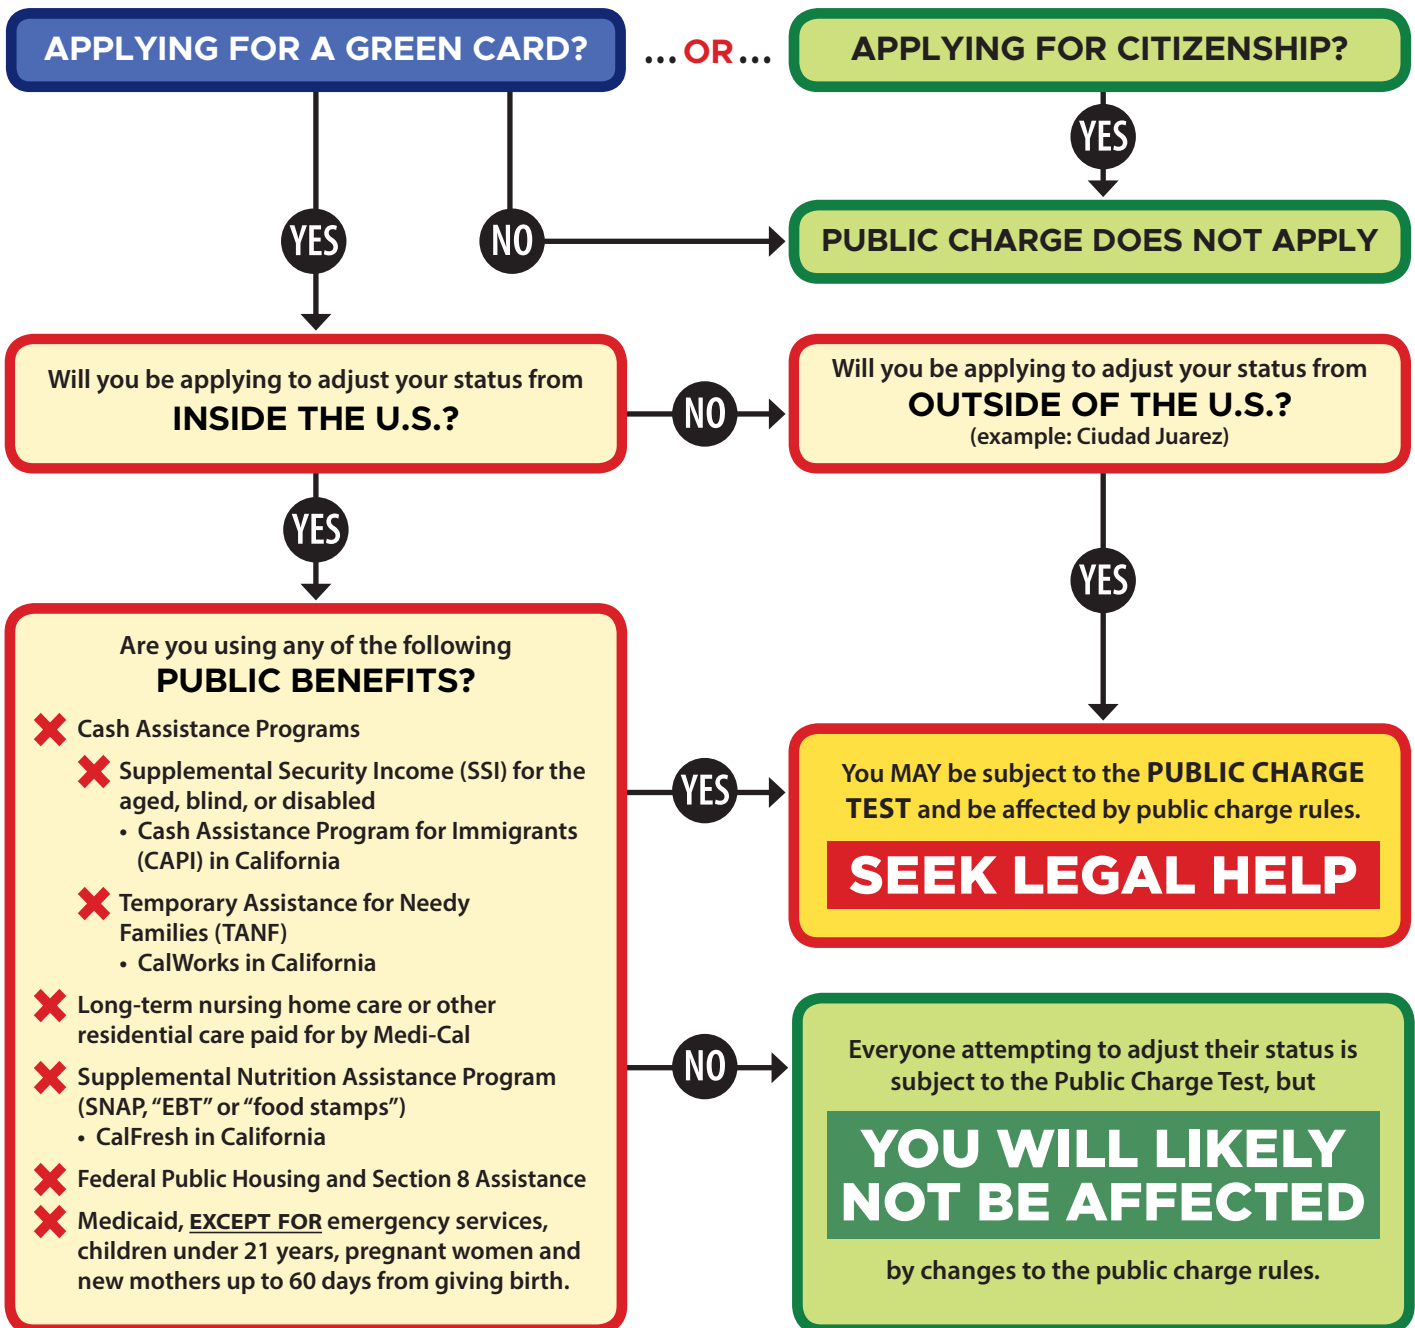 APPLYING FOR A GREEN CARD?
... OR ...
APPLYING FOR CITIZENSHIP?
YES
YES
NO
PUBLIC CHARGE DOES NOT APPLY
Will you be applying to adjust your status from
INSIDE THE U.S.?
NO
Will you be applying to adjust your status from
OUTSIDE OF THE U.S.?
(example: Ciudad Juarez)
YES
YES
Are you using any of the following
PUBLIC BENEFITS?
Cash Assistance Programs
Supplemental Security Income (SSI) for the
aged, blind, or disabled
• Cash Assistance Program for Immigrants
(CAPI) in California
Temporary Assistance for Needy
Families (TANF)
• CalWorks in California
Long-term nursing home care or other
residential care paid for by Medi-Cal
Supplemental Nutrition Assistance Program
(SNAP, “EBT” or “food stamps”)
• CalFresh in California
Federal Public Housing and Section 8 Assistance
Medicaid, EXCEPT FOR emergency services,
children under 21 years, pregnant women and
new mothers up to 60 days from giving birth.
YES
You MAY be subject to the PUBLIC CHARGE
TEST and be affected by public charge rules.
SEEK LEGAL HELP
NO
Everyone attempting to adjust their status is
subject to the Public Charge Test, but
YOU WILL LIKELY
NOT BE AFFECTED
by changes to the public charge rules.